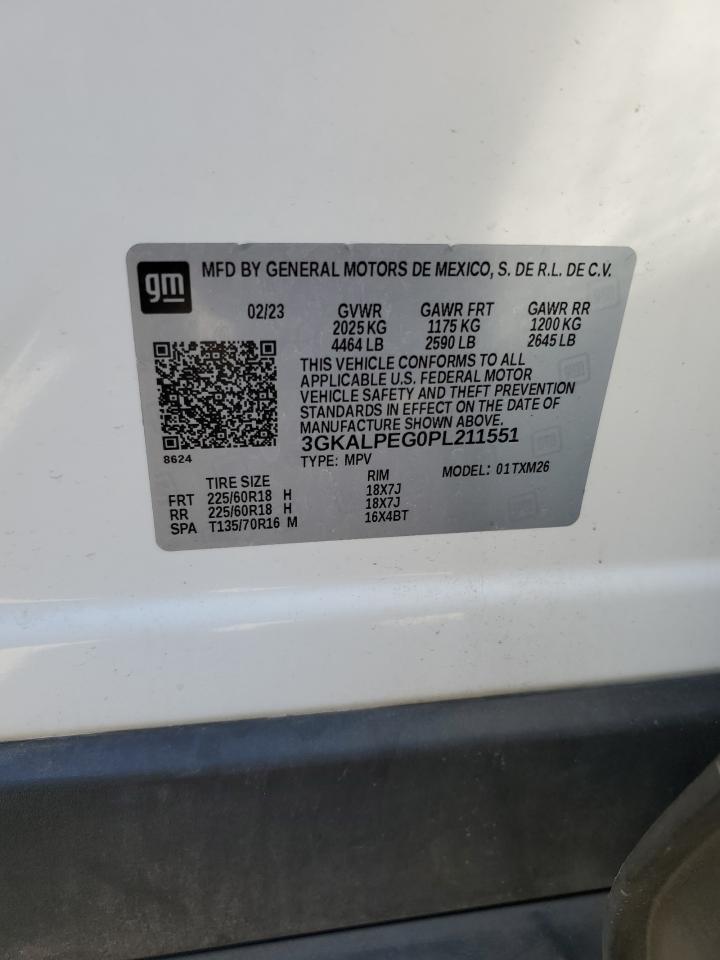 gm
MFD BY GENERAL MOTORS DE MEXICO, S. DE R.L. DE C.V.
02/23 GVWR GAWR FRT GAWR RR
2025 KG 1175 KG 1200 KG
4464 LB 2590 LB 2645 LB
THIS VEHICLE CONFORMS TO ALL
APPLICABLE U.S. FEDERAL MOTOR
VEHICLE SAFETY AND THEFT PREVENTION
STANDARDS IN EFFECT ON THE DATE OF
MANUFACTURE SHOWN ABOVE.
3GKALPEG0PL211551
8624
TYPE: MPV MODEL: 01TXM26
TIRE SIZE RIM
FRT 225/60R18 H 18X7J
RR 225/60R18 H 18X7J
SPA T135/70R16 M 16X4BT